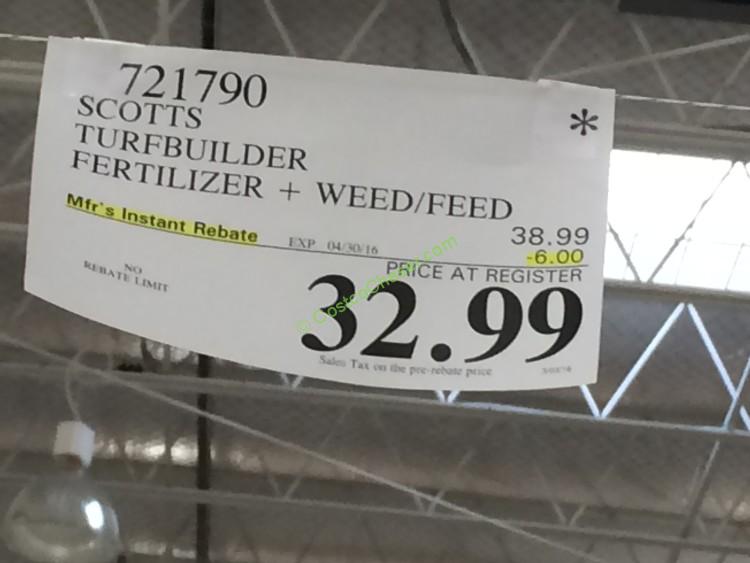 721790
*
SCOTTS
TURFBUILDER
FERTILIZER + WEED/FEED
38.99
Mfr's Instant Rebate EXP 04/30/16 -6.00
PRICE AT REGISTER
NO
REBATE LIMIT
32.99
Sales Tax on the pre-rebate price
© CostcoChaser.com